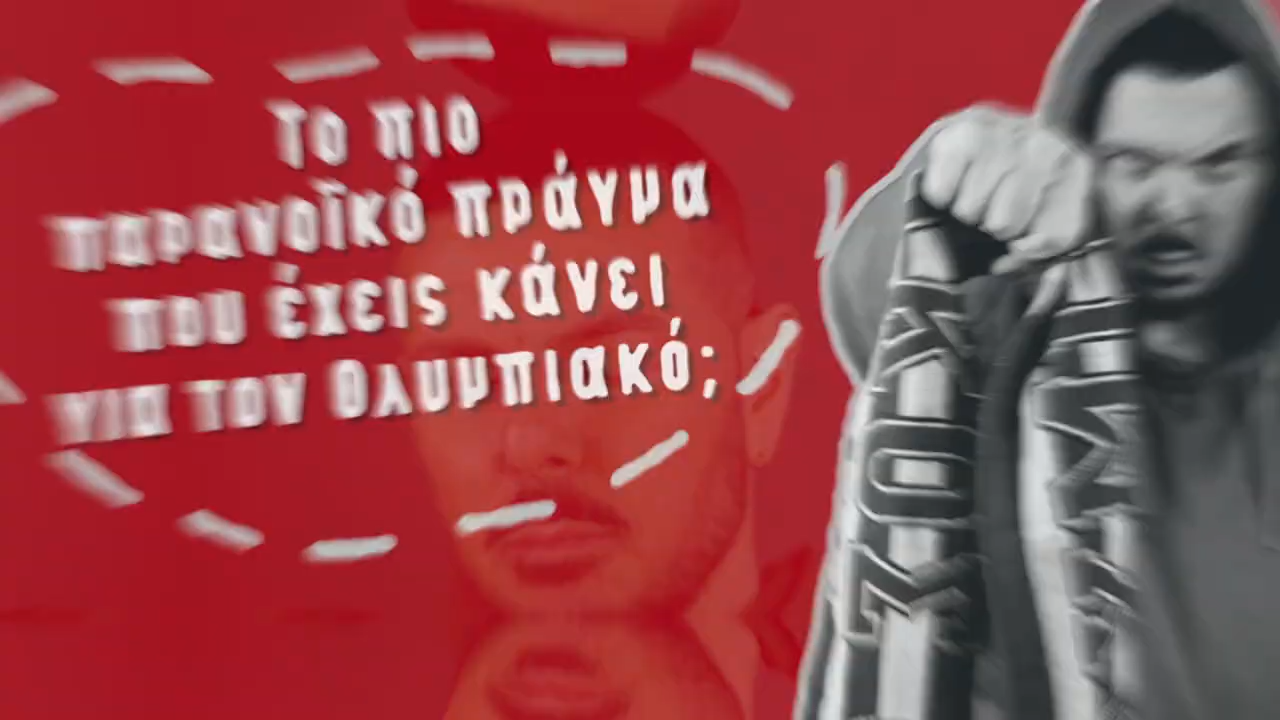 Το πιο
παρανοϊκό πράγμα
που έχεις κάνει
για τον Ολυμπιακό;